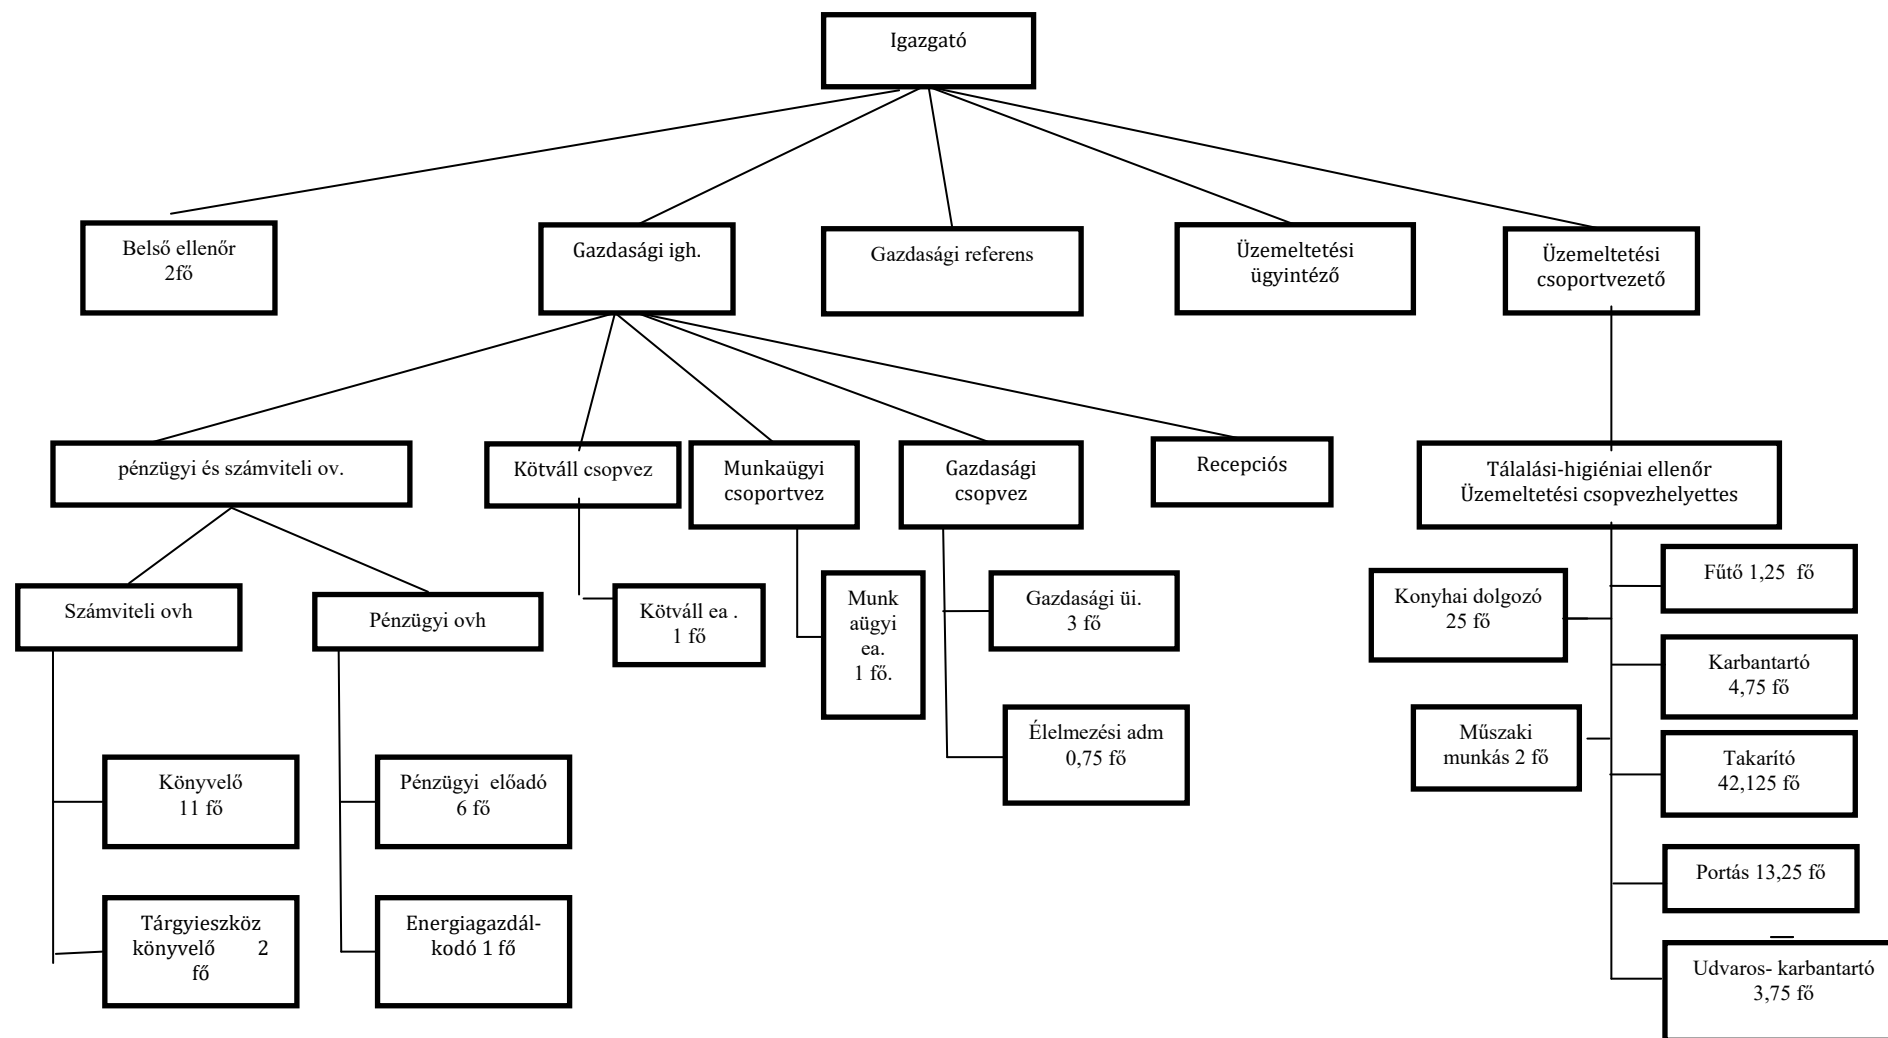 Igazgató
Belső ellenőr
2fő
Gazdasági igh.
Gazdasági referens
Üzemeltetési
ügyintéző
Üzemeltetési
csoportvezető
pénzügyi és számviteli ov.
Kötváll csopvez
Munkaügyi
csoportvez
Gazdasági
csopvez
Recepciós
Tálalási-higiéniai ellenőr
Üzemeltetési csopvezhelyettes
Számviteli ovh
Pénzügyi ovh
Kötváll ea .
1 fő
Munk
aügyi
ea.
1 fő.
Gazdasági üi.
3 fő
Konyhai dolgozó
25 fő
Fűtő 1,25 fő
Karbantartó
4,75 fő
Élelmezési adm
0,75 fő
Műszaki
munkás 2 fő
Takarító
42,125 fő
Könyvelő
11 fő
Pénzügyi előadó
6 fő
Portás 13,25 fő
Tárgyieszköz
könyvelő 2
fő
Energiagazdál-
kodó 1 fő
Udvaros- karbantartó
3,75 fő